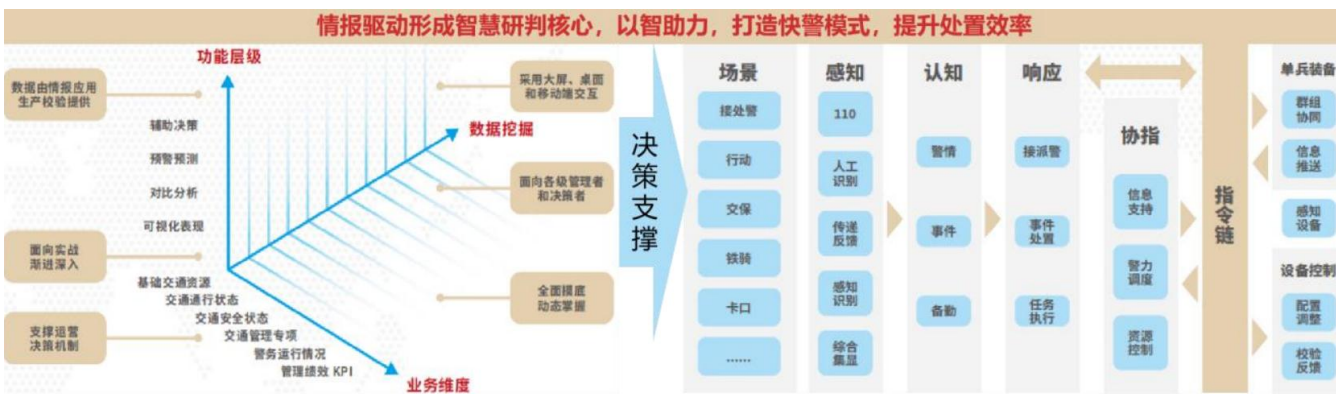 情报驱动形成智慧研判核心，以智助力，打造快警模式，提升处置效率
功能层级
数据由情报应用
生产校验提供
辅助决策
预警预测
对比分析
可视化表现
面向实战
渐进深入
支撑运营
决策机制
基础交通资源
交通通行状态
交通安全状态
交通管理专项
警务运行情况
管理绩效 KPI
业务维度
数据挖掘
采用大屏、桌面
和移动端交互
面向各级管理者
和决策者
全面摸底
动态掌握
决策支撑
场景
接处警
行动
交保
铁骑
卡口
……
感知
110
人工
识别
传递
反馈
感知
识别
综合
集显
认知
警情
事件
备勤
响应
接派警
事件
处置
任务
执行
协指
信息
支持
警力
调度
资源
控制
指令链
单兵装备
群组
协同
信息
推送
感知
设备
设备控制
配置
调整
校验
反馈